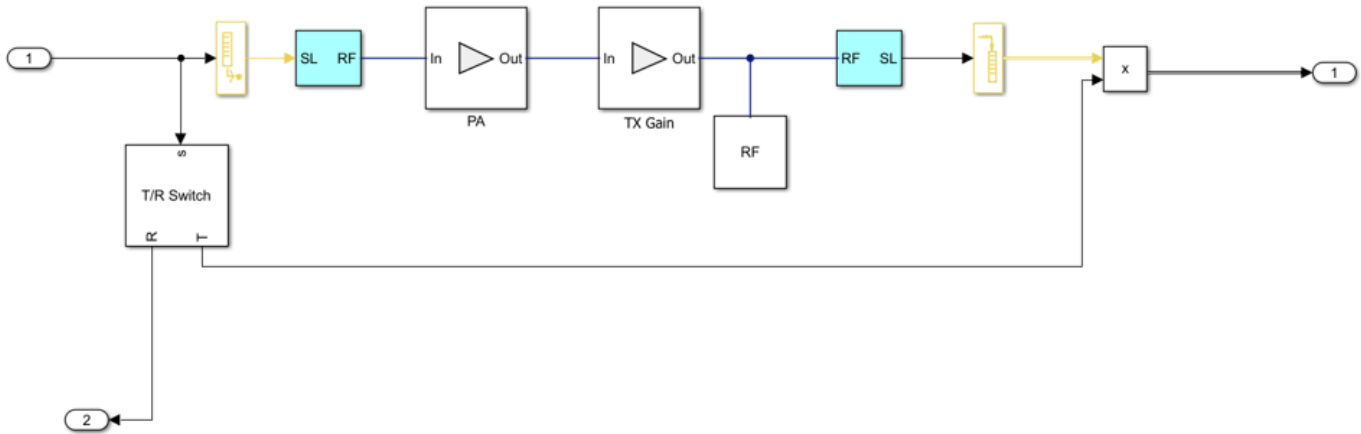 1
SL RF
In Out
PA
In Out
TX Gain
RF
RF SL
x
1
s
T/R Switch
R T
2